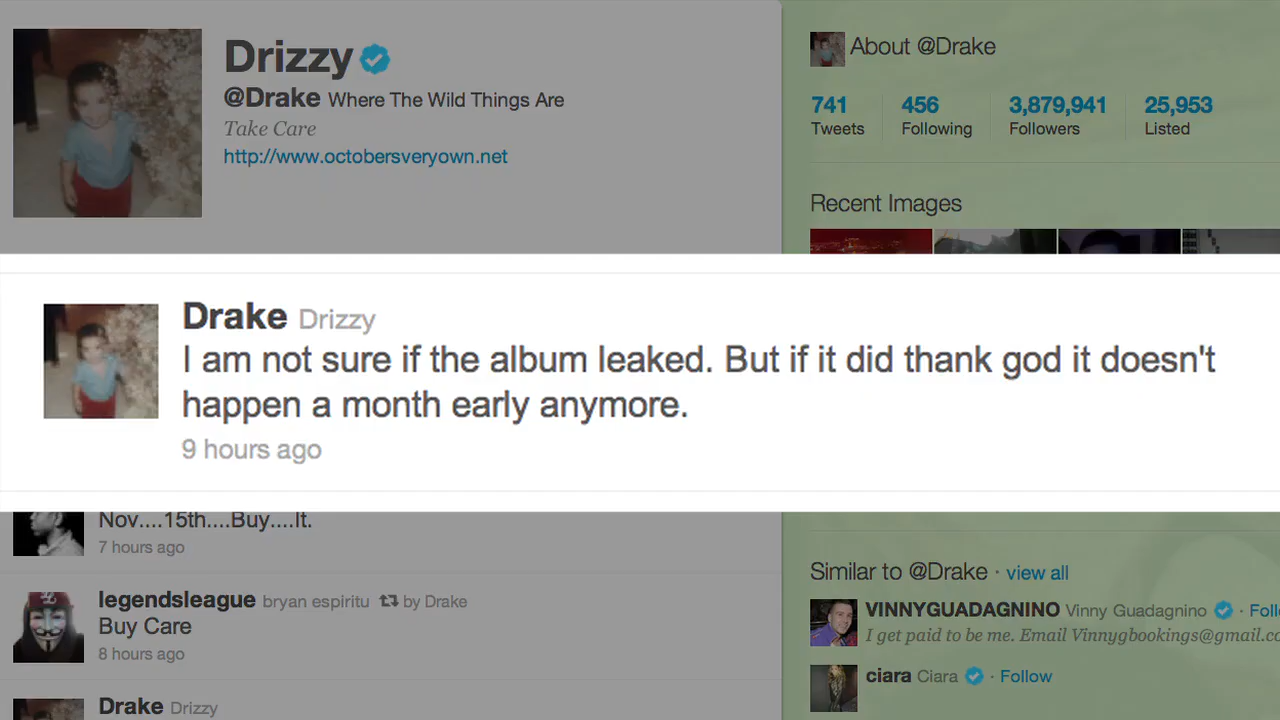 Drizzy
@Drake Where The Wild Things Are
Take Care
http://www.octobersveryown.net
About @Drake
741 456 3,879,941 25,953
Tweets Following Followers Listed
Recent Images
Drake Drizzy
I am not sure if the album leaked. But if it did thank god it doesn't
happen a month early anymore.
9 hours ago
Nov....15th....Buy....It.
7 hours ago
legendsleague bryan espiritu by Drake
Buy Care
8 hours ago
Drake Drizzy
Similar to @Drake · view all
VINNYGUADAGNINO Vinny Guadagnino · Foll
I get paid to be me. Email Vinnygbookings@gmail.co
ciara Ciara · Follow